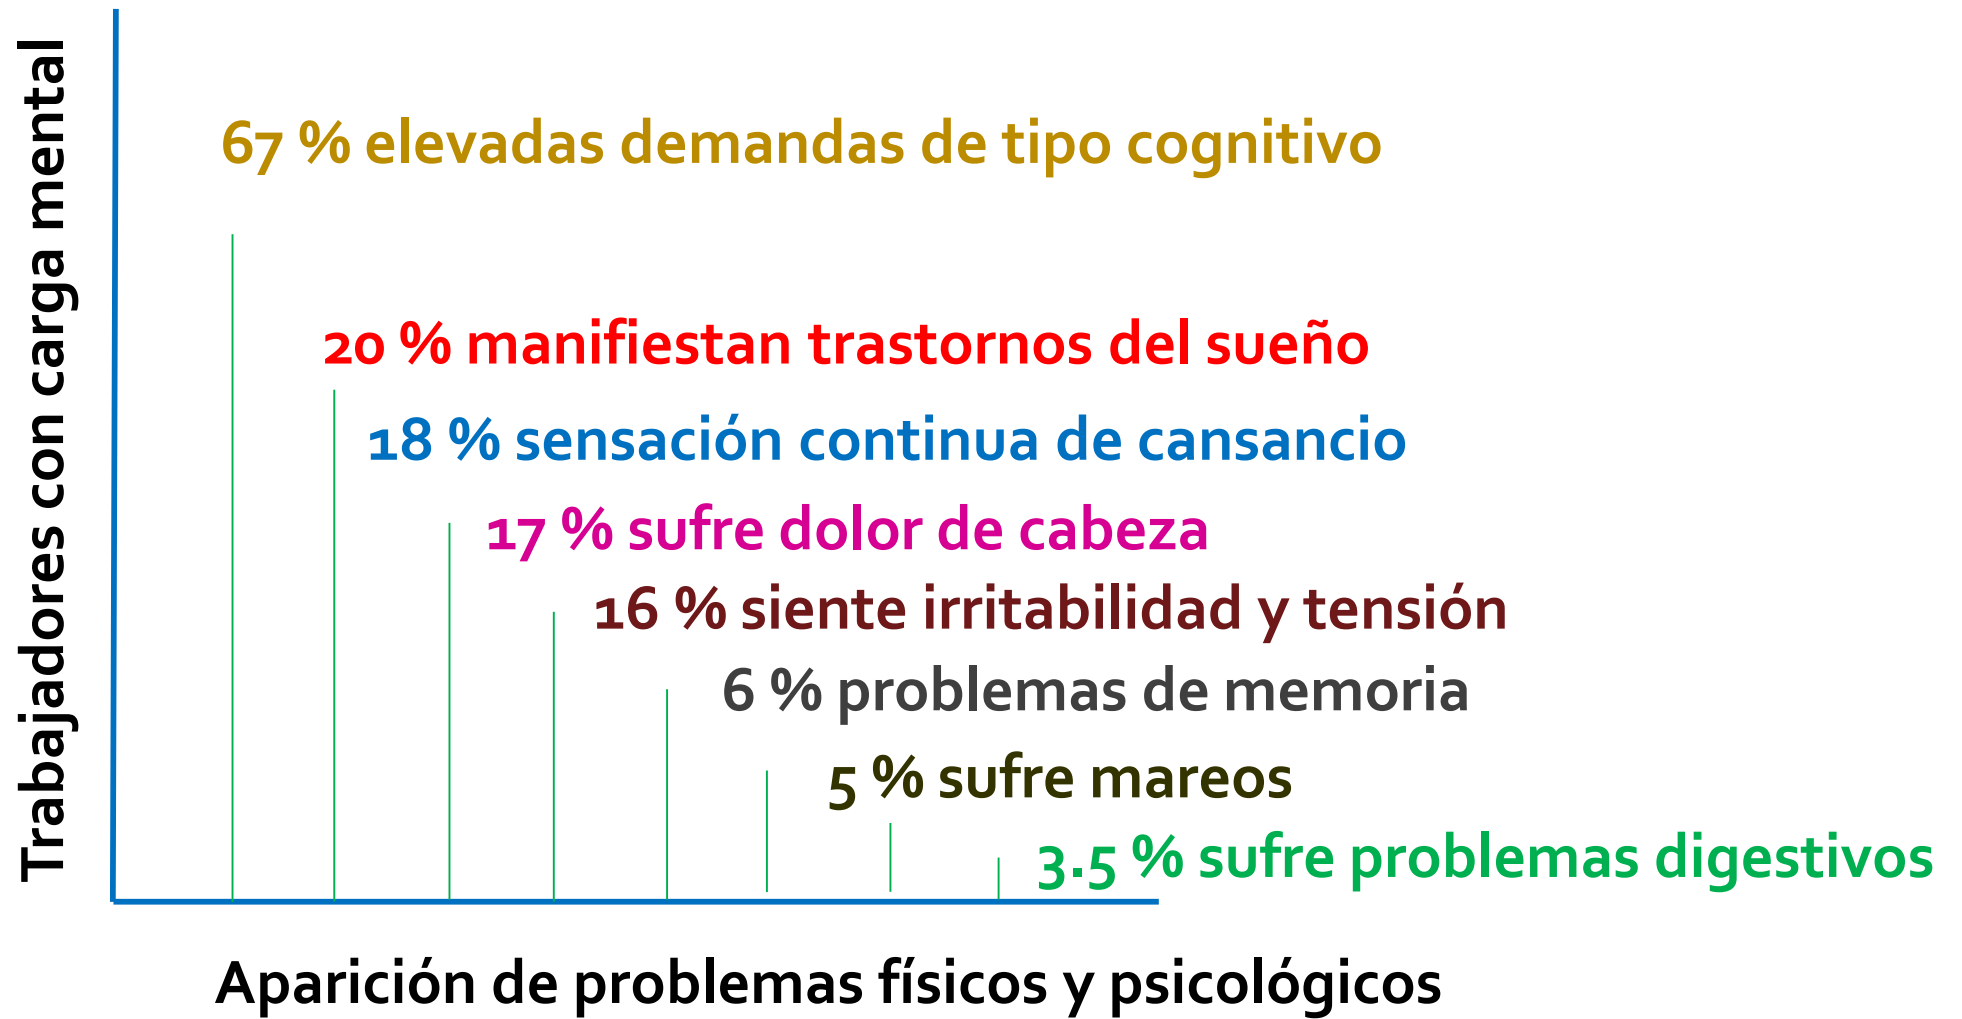 Trabajadores con carga mental
67 % elevadas demandas de tipo cognitivo
20 % manifiestan trastornos del sueño
18 % sensación continua de cansancio
17 % sufre dolor de cabeza
16 % siente irritabilidad y tensión
6 % problemas de memoria
5 % sufre mareos
3.5 % sufre problemas digestivos
Aparición de problemas físicos y psicológicos